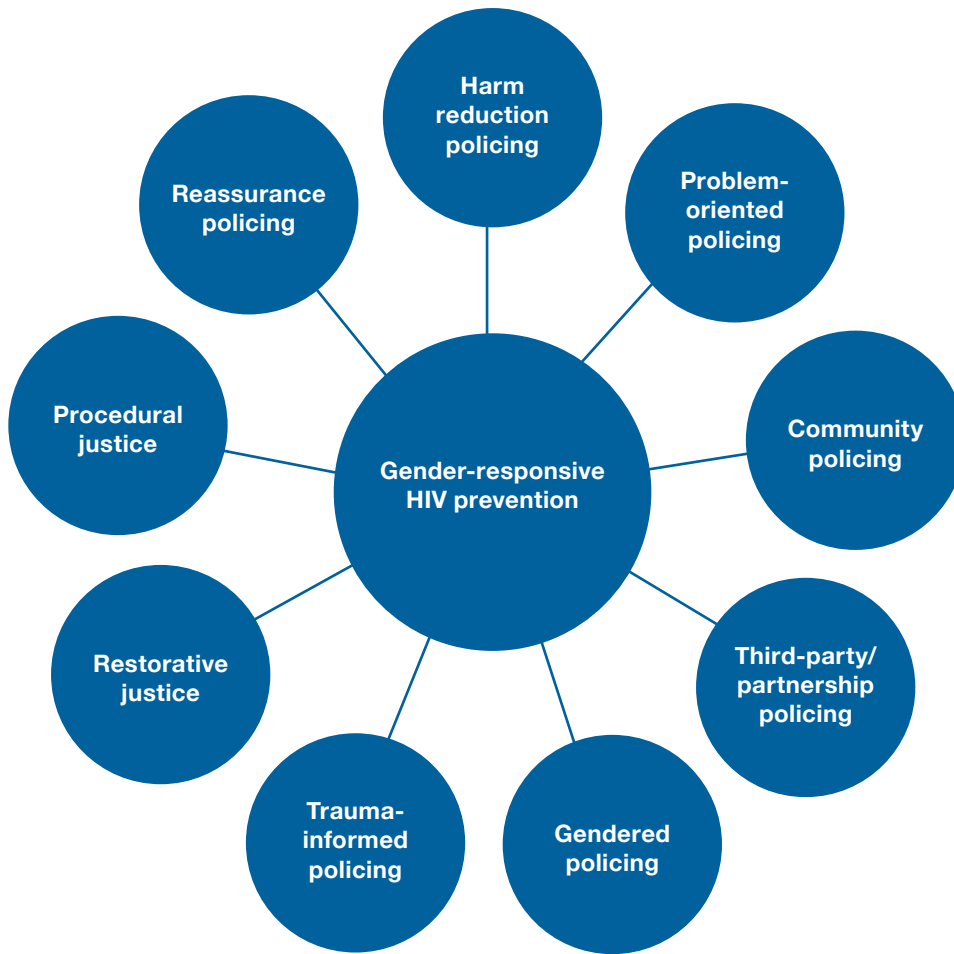 Harm
reduction
policing
Problem-
oriented
policing
Community
policing
Third-party/
partnership
policing
Gendered
policing
Trauma-
informed
policing
Restorative
justice
Procedural
justice
Reassurance
policing
Gender-responsive
HIV prevention